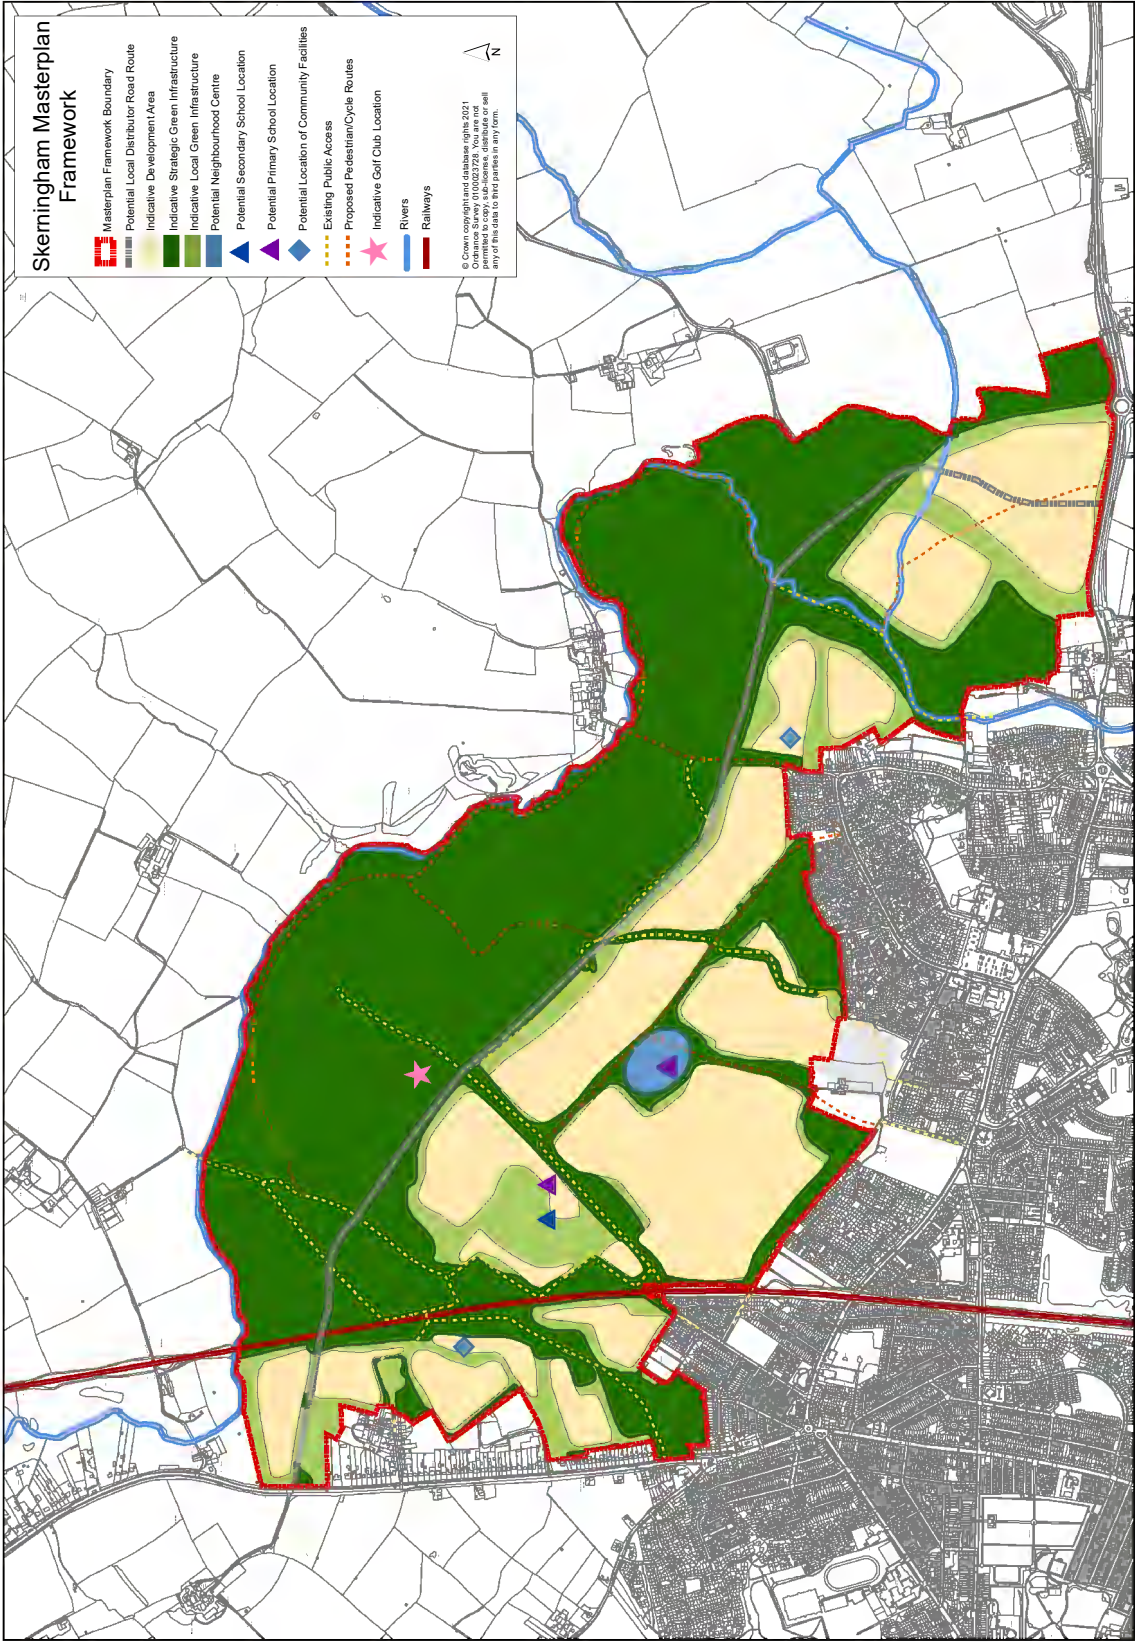 Skerningham Masterplan
Framework
Masterplan Framework Boundary
Potential Local Distributor Road Route
Indicative Development Area
Indicative Strategic Green Infrastructure
Indicative Local Green Infrastructure
Potential Neighbourhood Centre
Potential Secondary School Location
Potential Primary School Location
Potential Location of Community Facilities
Existing Public Access
Proposed Pedestrian/Cycle Routes
Indicative Golf Club Location
Rivers
Railways
N
© Crown copyright and database rights 2021
Ordnance Survey 0100023728. You are not
permitted to copy, sub-license, distribute or sell
any of this data to third parties in any form.